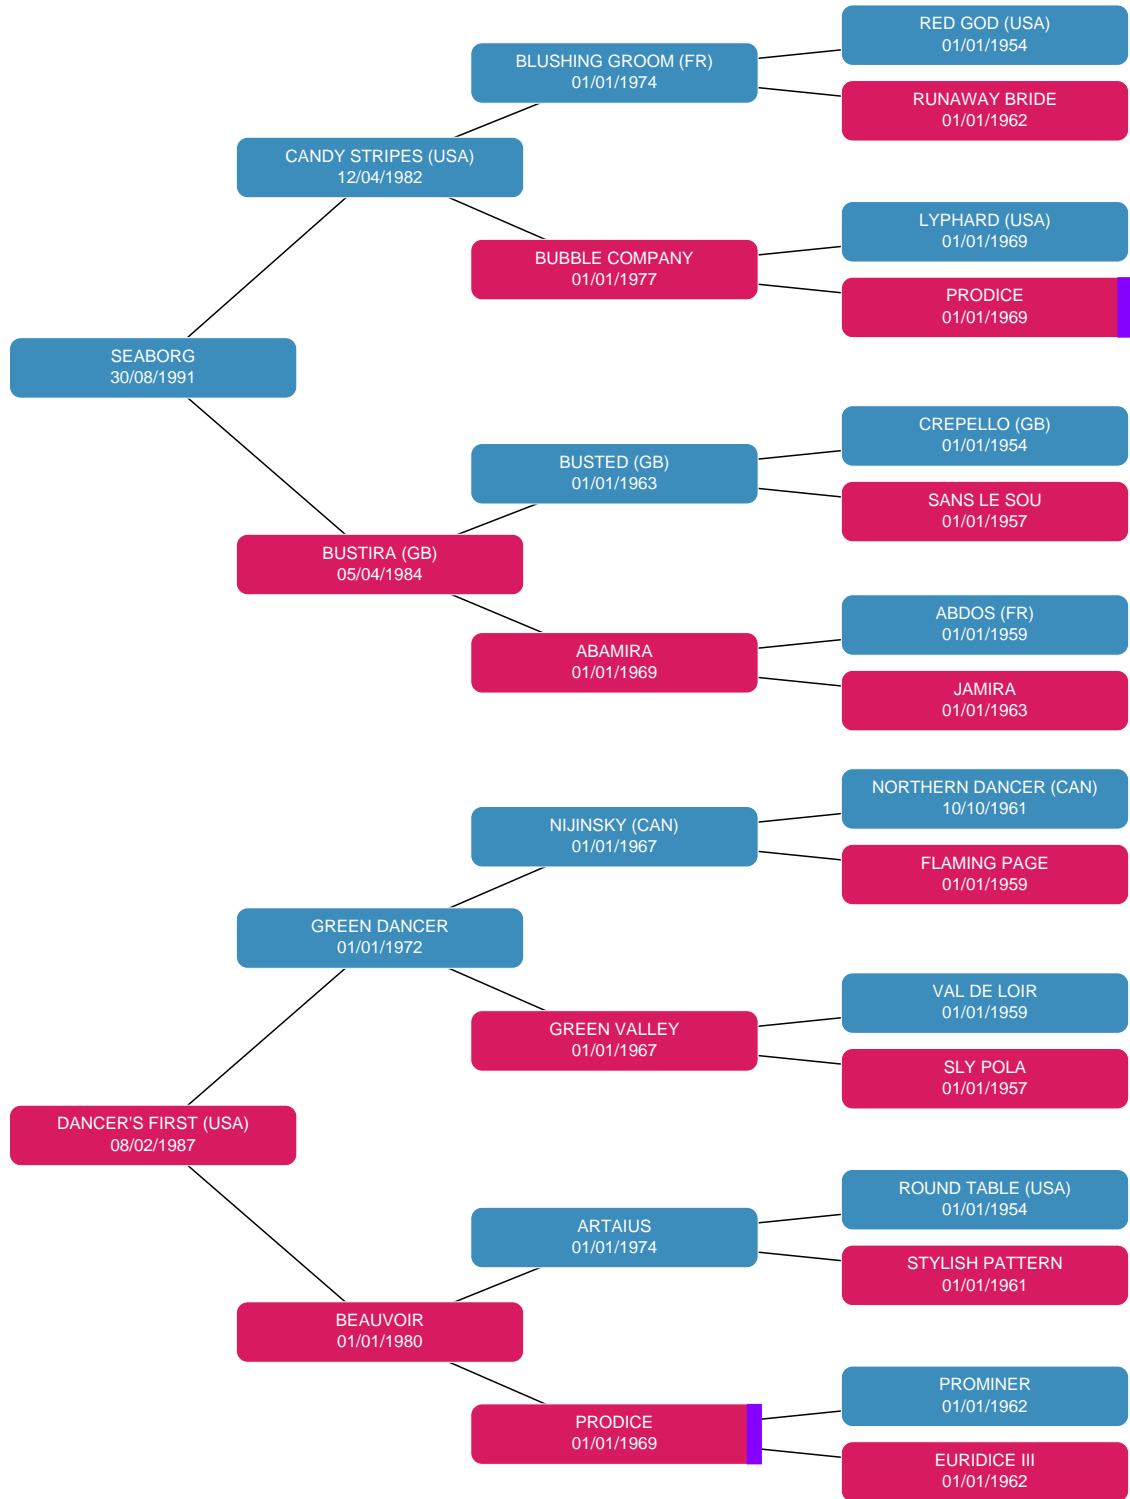 RED GOD (USA)
01/01/1954
BLUSHING GROOM (FR)
01/01/1974
RUNAWAY BRIDE
01/01/1962
CANDY STRIPES (USA)
12/04/1982
LYPHARD (USA)
01/01/1969
BUBBLE COMPANY
01/01/1977
PRODICE
01/01/1969
SEABORG
30/08/1991
CREPELLO (GB)
01/01/1954
BUSTED (GB)
01/01/1963
SANS LE SOU
01/01/1957
BUSTIRA (GB)
05/04/1984
ABDOS (FR)
01/01/1959
ABAMIRA
01/01/1969
JAMIRA
01/01/1963
NORTHERN DANCER (CAN)
10/10/1961
NIJINSKY (CAN)
01/01/1967
FLAMING PAGE
01/01/1959
GREEN DANCER
01/01/1972
VAL DE LOIR
01/01/1959
GREEN VALLEY
01/01/1967
SLY POLA
01/01/1957
DANCER'S FIRST (USA)
08/02/1987
ROUND TABLE (USA)
01/01/1954
ARTAIUS
01/01/1974
STYLISH PATTERN
01/01/1961
BEAUVOIR
01/01/1980
PROMINER
01/01/1962
PRODICE
01/01/1969
EURIDICE III
01/01/1962